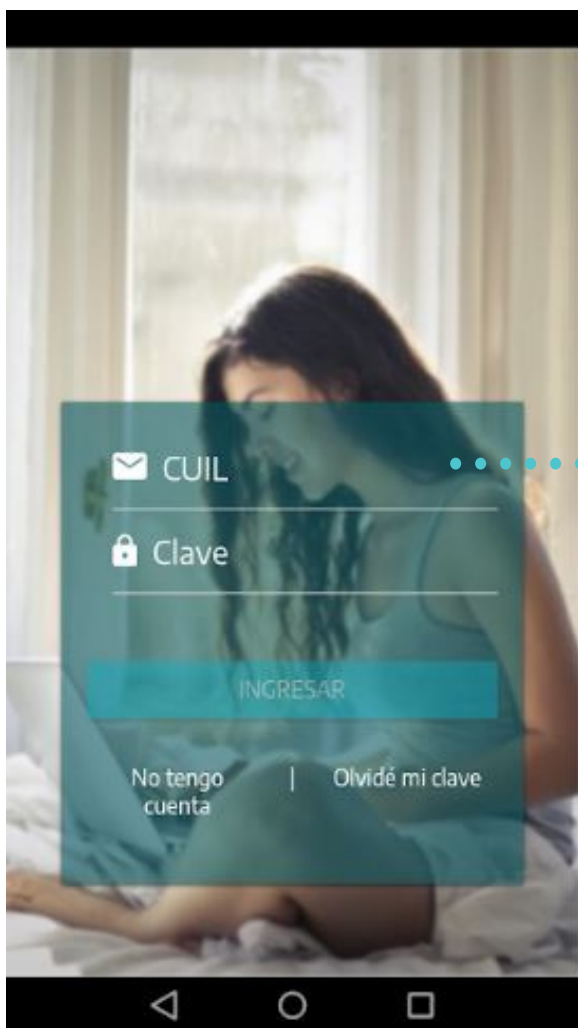 CUIL
Clave
INGRESAR
No tengo | Olvidé mi clave
cuenta